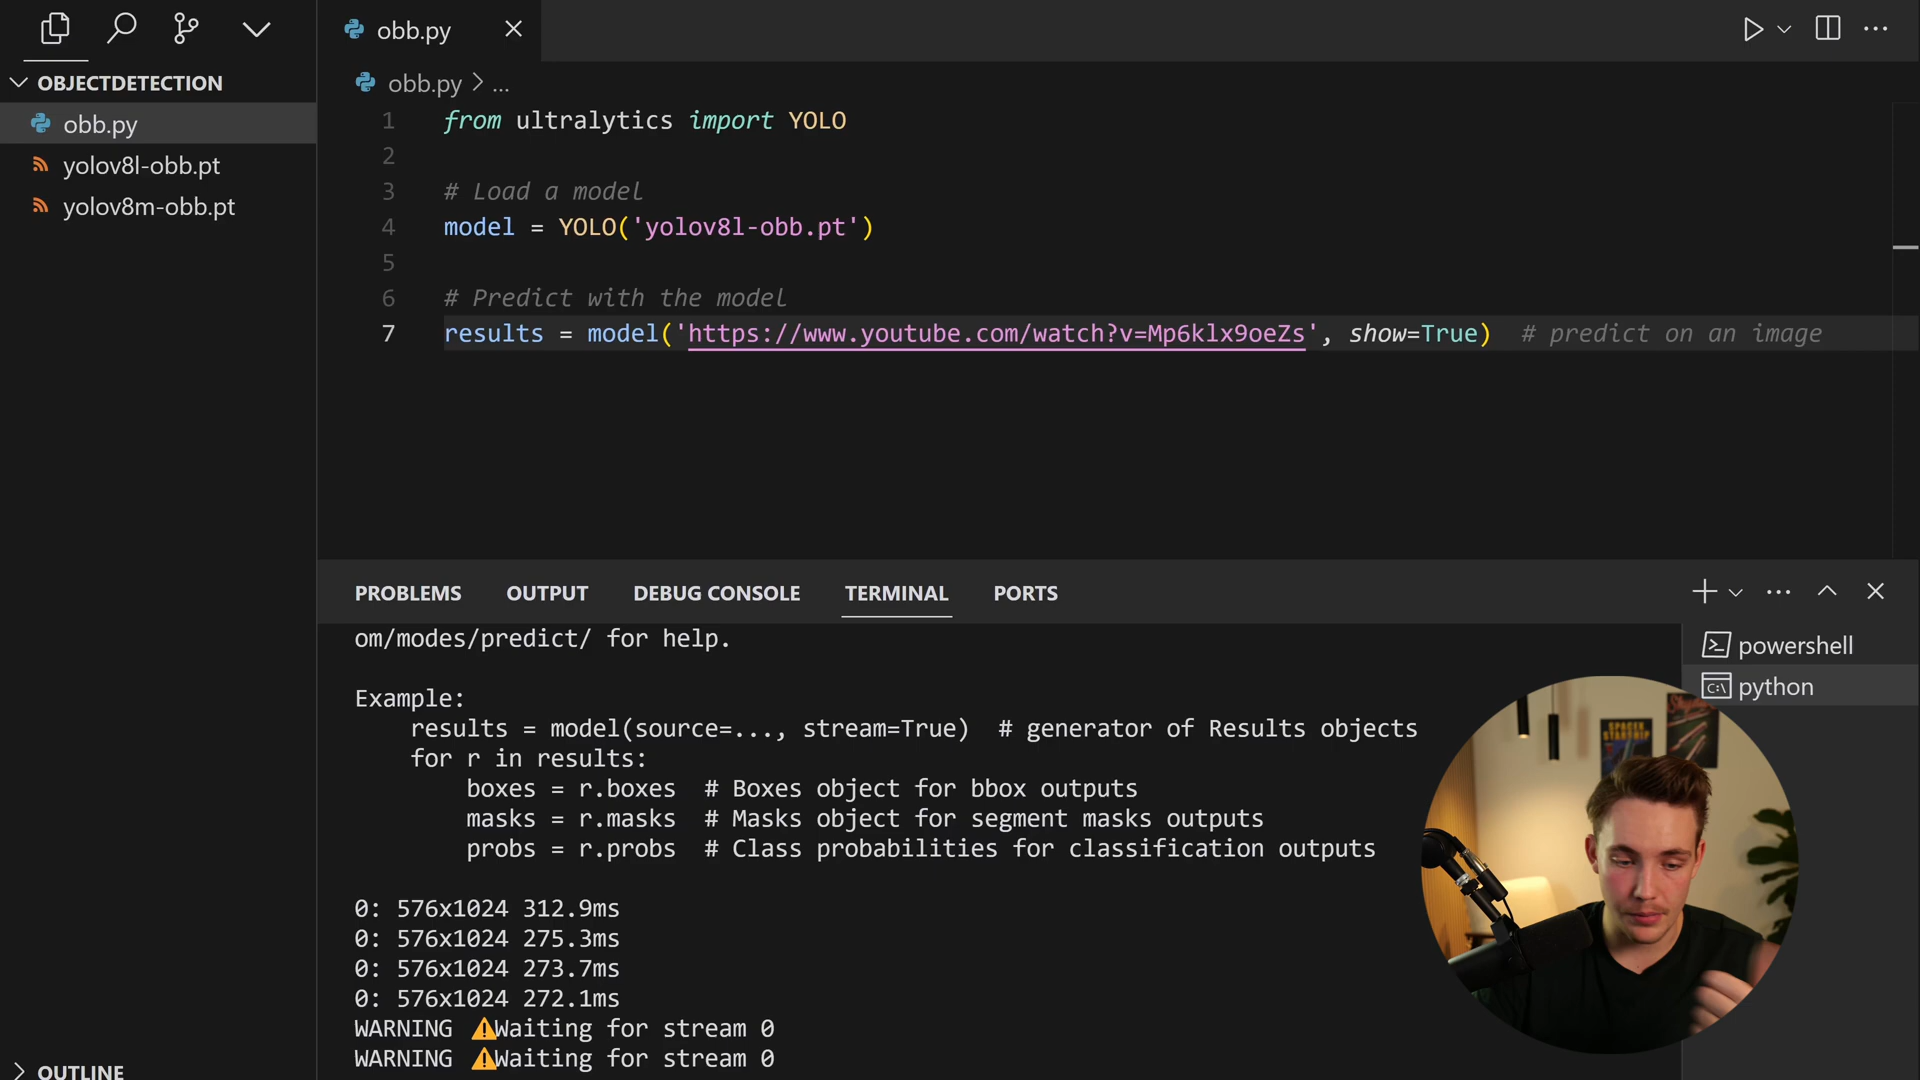 obb.py
OBJECTDETECTION
obb.py
yolov8l-obb.pt
yolov8m-obb.pt
OUTLINE
obb.py > ...
1 from ultralytics import YOLO
2
3 # Load a model
4 model = YOLO('yolov8l-obb.pt')
5
6 # Predict with the model
7 results = model('https://www.youtube.com/watch?v=Mp6klx9oeZs', show=True)  # predict on an image
PROBLEMS OUTPUT DEBUG CONSOLE TERMINAL PORTS
om/modes/predict/ for help.
Example:
results = model(source=..., stream=True)  # generator of Results objects
for r in results:
boxes = r.boxes  # Boxes object for bbox outputs
masks = r.masks  # Masks object for segment masks outputs
probs = r.probs  # Class probabilities for classification outputs
0: 576x1024 312.9ms
0: 576x1024 275.3ms
0: 576x1024 273.7ms
0: 576x1024 272.1ms
WARNING ⚠️Waiting for stream 0
WARNING ⚠️Waiting for stream 0
powershell
python